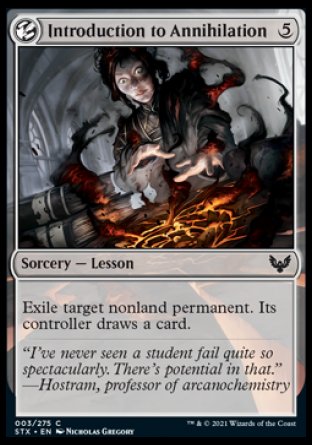 Introduction to Annihilation 5
Sorcery — Lesson
Exile target nonland permanent. Its
controller draws a card.
“I’ve never seen a student fail quite so
spectacularly. There’s potential in that.”
—Hostram, professor of arcanochemistry
003/275 C
STX • EN NICHOLAS GREGORY
™ & © 2021 Wizards of the Coast